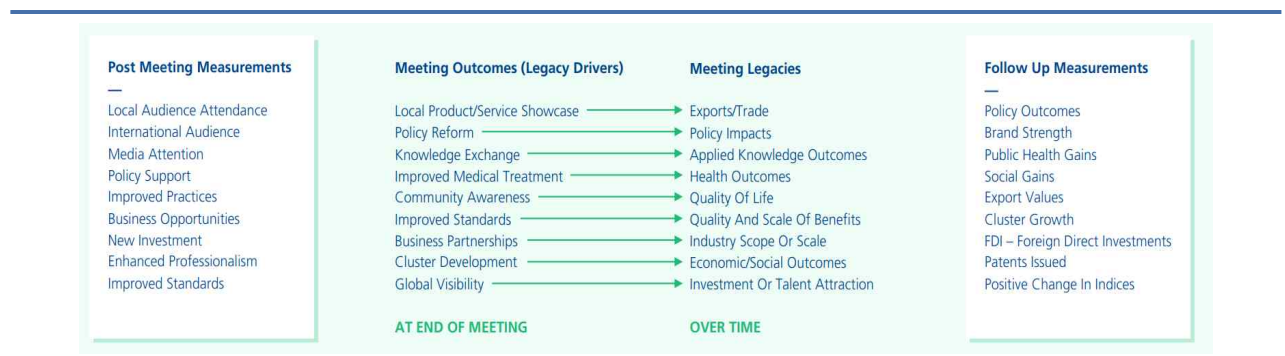 Post Meeting Measurements
—
Local Audience Attendance
International Audience
Media Attention
Policy Support
Improved Practices
Business Opportunities
New Investment
Enhanced Professionalism
Improved Standards
Meeting Outcomes (Legacy Drivers)
Meeting Legacies
Local Product/Service Showcase
Exports/Trade
Policy Reform
Policy Impacts
Knowledge Exchange
Applied Knowledge Outcomes
Improved Medical Treatment
Health Outcomes
Community Awareness
Quality Of Life
Improved Standards
Quality And Scale Of Benefits
Business Partnerships
Industry Scope Or Scale
Cluster Development
Economic/Social Outcomes
Global Visibility
Investment Or Talent Attraction
AT END OF MEETING
OVER TIME
Follow Up Measurements
—
Policy Outcomes
Brand Strength
Public Health Gains
Social Gains
Export Values
Cluster Growth
FDI – Foreign Direct Investments
Patents Issued
Positive Change In Indices